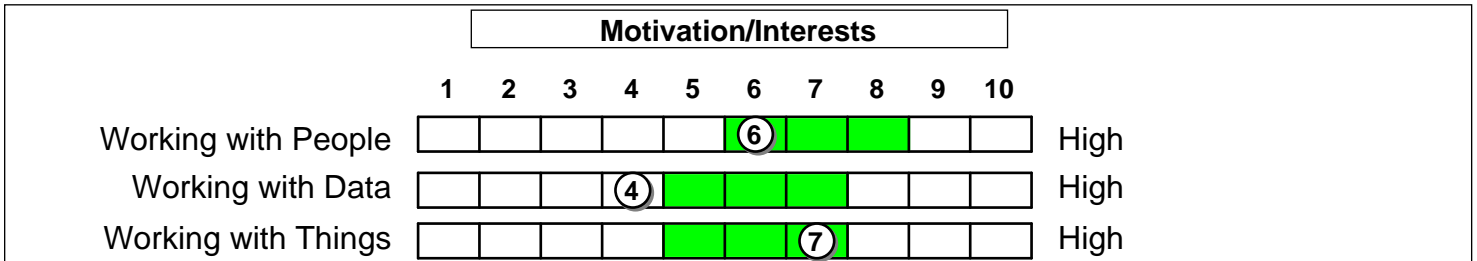 Motivation/Interests
1 2 3 4 5 6 7 8 9 10
Working with People 6 High
Working with Data 4 High
Working with Things 7 High